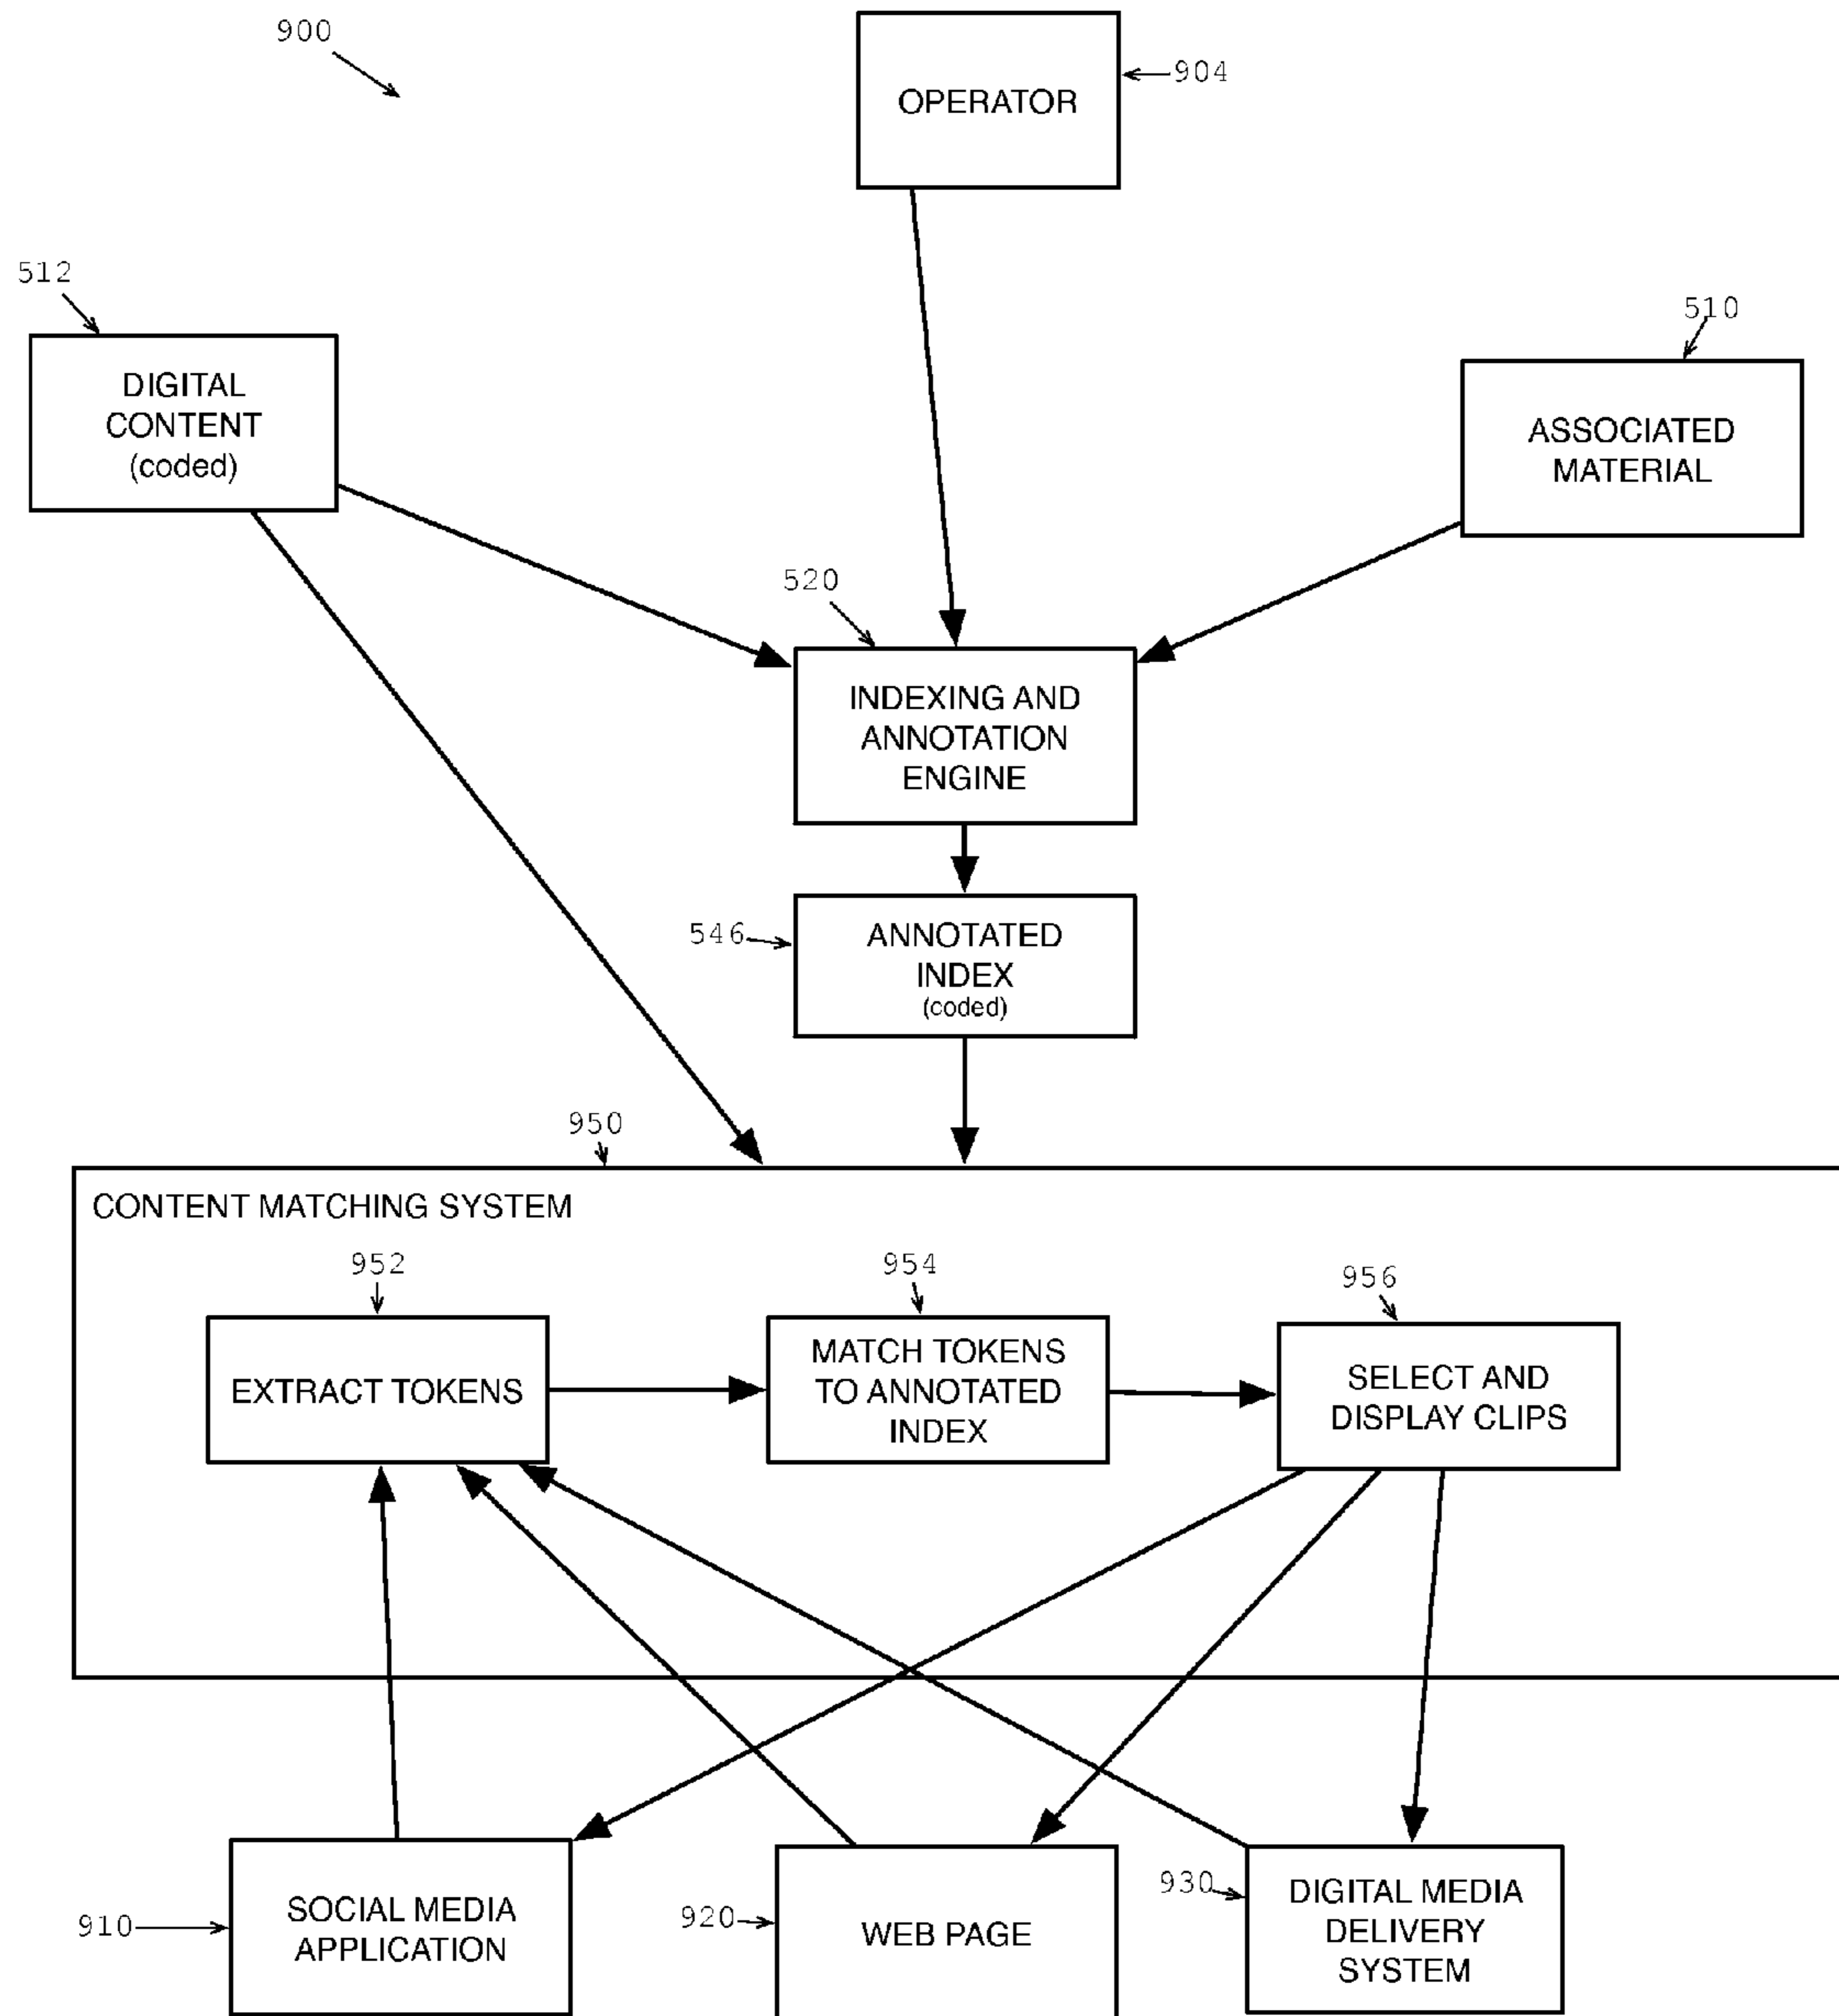 900
904
OPERATOR
512
510
DIGITAL
CONTENT
(coded)
ASSOCIATED
MATERIAL
520
INDEXING AND
ANNOTATION
ENGINE
546
ANNOTATED
INDEX
(coded)
950
CONTENT MATCHING SYSTEM
952
954
956
EXTRACT TOKENS
MATCH TOKENS
TO ANNOTATED
INDEX
SELECT AND
DISPLAY CLIPS
910
SOCIAL MEDIA
APPLICATION
920
WEB PAGE
930
DIGITAL MEDIA
DELIVERY
SYSTEM